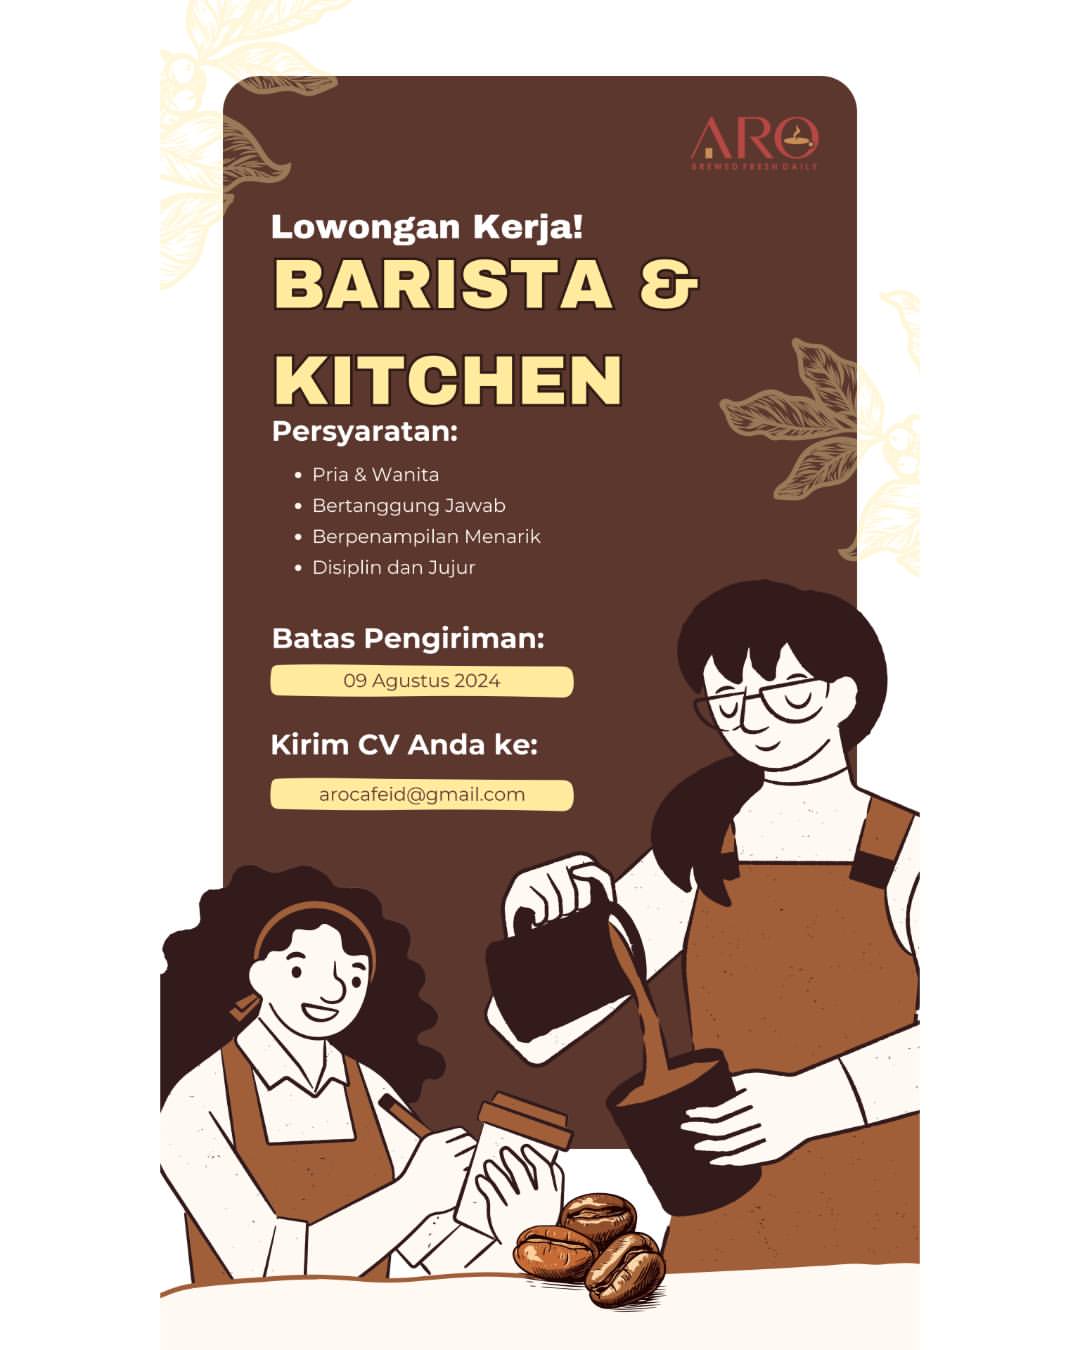 ARO
BREWED FRESH DAILY
Lowongan Kerja!
BARISTA &
KITCHEN
Persyaratan:
• Pria & Wanita
• Bertanggung Jawab
• Berpenampilan Menarik
• Disiplin dan Jujur
Batas Pengiriman:
09 Agustus 2024
Kirim CV Anda ke:
arocafeid@gmail.com